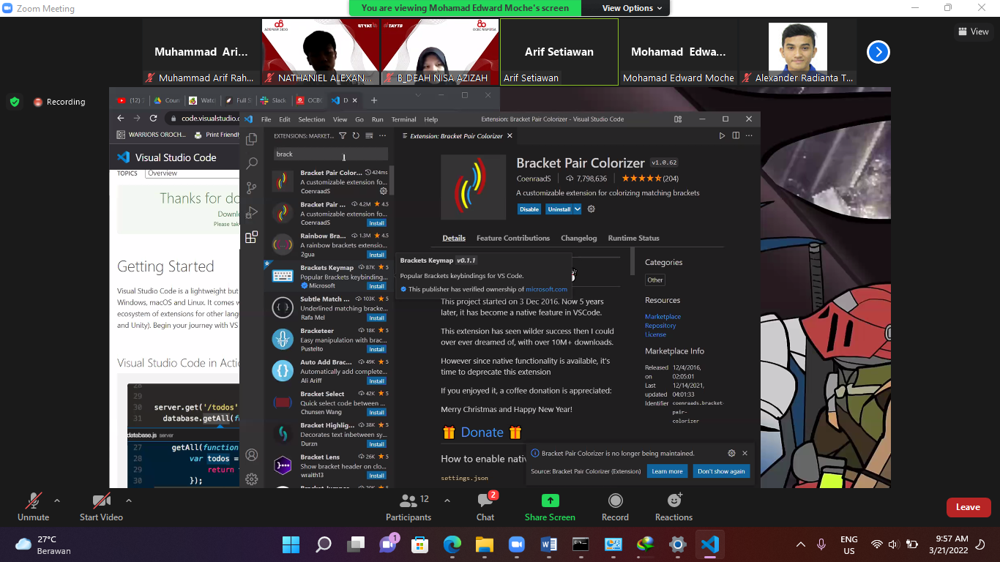 Zoom Meeting
You are viewing Mohamad Edward Moche's screen
View Options
View
Muhammad Ari...
Arif Setiawan
Mohamad Edwa...
Muhammad Arif Rah...
NATHANIEL ALEXAN...
B_DEAH NISA AZIZAH
Arif Setiawan
Mohamad Edward Moche
Alexander Radianta T...
Recording
(12)
Coun
Watc
Full S
Slack
OCBC
D
code.visualstudio.c
WARRIORS OROCH...
Print Friendly
Visual Studio Code
TOPICS
Overview
Thanks for do
Downlo
Please tak
Getting Started
Visual Studio Code is a lightweight but
Windows, macOS and Linux. It comes w
ecosystem of extensions for other lang
and Unity). Begin your journey with VS
Visual Studio Code in Actio
28
29
30 server.get('/todos'
31 database.getAll(f
database.js server
27 getAll(function
28 var todos =
29 return
30 });
File Edit Selection View Go Run Terminal Help
Extension: Bracket Pair Colorizer - Visual Studio Code
EXTENSIONS: MARKET...
brack
Bracket Pair Color... 424ms
A customizable extension fo...
CoenraadS
Bracket Pair ... 4.2M 4.5
A customizable extension fo...
CoenraadS Install
Rainbow Bra... 1.3M 4.5
A rainbow brackets extensio...
2gua Install
Brackets Keymap 87K 5
Popular Brackets keybinding...
Microsoft Install
Subtle Match ... 103K 5
Underlined matching bracke...
Rafa Mel Install
Bracketeer 18K 5
Easy manipulation with brac...
Pustelto Install
Auto Add Brac... 49K 5
Automatically add complete...
Ali Ariff Install
Bracket Select 42K 5
Quick select code between ...
Chunsen Wang Install
Bracket Highlig... 38K 5
Decorates text inbetween sy...
Durzn Install
Bracket Lens 26K 5
Show bracket header on clo...
wraith13 Install
Extension: Bracket Pair Colorizer
Bracket Pair Colorizer v1.0.62
CoenraadS 7,798,636 (204)
A customizable extension for colorizing matching brackets
Disable Uninstall
Details Feature Contributions Changelog Runtime Status
Brackets Keymap v0.1.1
Popular Brackets keybindings for VS Code.
This publisher has verified ownership of microsoft.com
This project started on 3 Dec 2016. Now 5 years
later, it has become a native feature in VSCode.
This extension has seen wilder success then I could
over ever dreamed of, with over 10M+ downloads.
However since native functionality is available, it's
time to deprecate this extension
If you enjoyed it, a coffee donation is appreciated:
Merry Christmas and Happy New Year!
Donate
How to enable nativ
settings.json
Categories
Other
Resources
Marketplace
Repository
License
Marketplace Info
Released on 12/4/2016, 02:05:01
Last updated 12/14/2021, 04:01:33
Identifier coenraads.bracket-pair-colorizer
Bracket Pair Colorizer is no longer being maintained.
Source: Bracket Pair Colorizer (Extension)
Learn more
Don't show again
Unmute
Start Video
12
Participants
2
Chat
Share Screen
Record
Reactions
Leave
27°C
Berawan
1
ENG
US
9:57 AM
3/21/2022